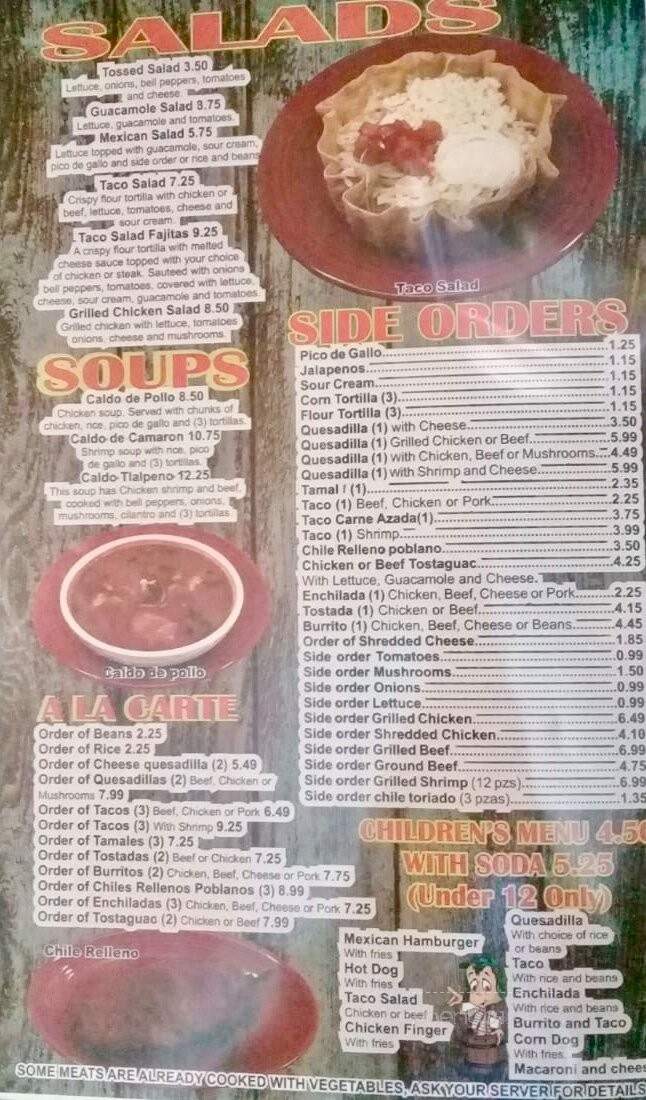 SALADS
Tossed Salad 3.50
Lettuce, onions, bell peppers, tomatoes
and cheese.
Guacamole Salad 3.75
Lettuce, guacamole and tomatoes.
Mexican Salad 5.75
Lettuce topped with guacamole, sour cream,
pico de gallo and side order or rice and beans
Taco Salad 7.25
Crispy flour tortilla with chicken or
beef, lettuce, tomatoes, cheese and
sour cream.
Taco Salad Fajitas 9.25
A crispy flour tortilla with melted
cheese sauce topped with your choice
of chicken or steak. Sauteed with onions
bell peppers, tomatoes, covered with lettuce,
cheese, sour cream, guacamole and tomatoes.
Grilled Chicken Salad 8.50
Grilled chicken with lettuce, tomatoes
onions, cheese and mushrooms.
Taco Salad
SOUPS
Caldo de Pollo 8.50
Chicken soup. Served with chunks of
chicken, rice, pico de gallo and (3) tortillas.
Caldo de Camaron 10.75
Shrimp soup with rice, pico
de gallo and (3) tortillas.
Caldo Tlalpeno 12.25
This soup has Chicken shrimp and beef,
cooked with bell peppers, onions,
mushrooms, cilantro and (3) tortillas
Caldo de pollo
A LA CARTE
Order of Beans 2.25
Order of Rice 2.25
Order of Cheese quesadilla (2) 5.49
Order of Quesadillas (2) Beef, Chicken or
Mushrooms 7.99
Order of Tacos (3) Beef, Chicken or Pork 6.49
Order of Tacos (3) With Shrimp 9.25
Order of Tamales (3) 7.25
Order of Tostadas (2) Beef or Chicken 7.25
Order of Burritos (2) Chicken, Beef, Cheese or Pork 7.75
Order of Chiles Rellenos Poblanos (3) 8.99
Order of Enchiladas (3) Chicken, Beef, Cheese or Pork 7.25
Order of Tostaguac (2) Chicken or Beef 7.99
Chile Relleno
SIDE ORDERS
Pico de Gallo 1.25
Jalapenos 1.15
Sour Cream 1.15
Corn Tortilla (3) 1.15
Flour Tortilla (3) 1.15
Quesadilla (1) with Cheese 3.50
Quesadilla (1) Grilled Chicken or Beef 5.99
Quesadilla (1) with Chicken, Beef or Mushrooms 4.49
Quesadilla (1) with Shrimp and Cheese 5.99
Tamal / (1) 2.35
Taco (1) Beef, Chicken or Pork 2.25
Taco Carne Azada(1) 3.75
Taco (1) Shrimp 3.99
Chile Relleno poblano 3.50
Chicken or Beef Tostaguac 4.25
With Lettuce, Guacamole and Cheese.
Enchilada (1) Chicken, Beef, Cheese or Pork 2.25
Tostada (1) Chicken or Beef 4.15
Burrito (1) Chicken, Beef, Cheese or Beans 4.45
Order of Shredded Cheese 1.85
Side order Tomatoes 0.99
Side order Mushrooms 1.50
Side order Onions 0.99
Side order Lettuce 0.99
Side order Grilled Chicken 6.49
Side order Shredded Chicken 4.10
Side order Grilled Beef 6.99
Side order Ground Beef 4.75
Side order Grilled Shrimp (12 pzs) 6.99
Side order chile toriado (3 pzas) 1.35
CHILDREN'S MENU 4.50
WITH SODA 5.25
(Under 12 Only)
Mexican Hamburger
With fries
Hot Dog
With fries
Taco Salad
Chicken or beef
Chicken Finger
With fries
Quesadilla
With choice of rice
or beans
Taco
With rice and beans
Enchilada
With rice and beans
Burrito and Taco
Corn Dog
With fries.
Macaroni and chees
SOME MEATS ARE ALREADY COOKED WITH VEGETABLES, ASK YOUR SERVER FOR DETAILS